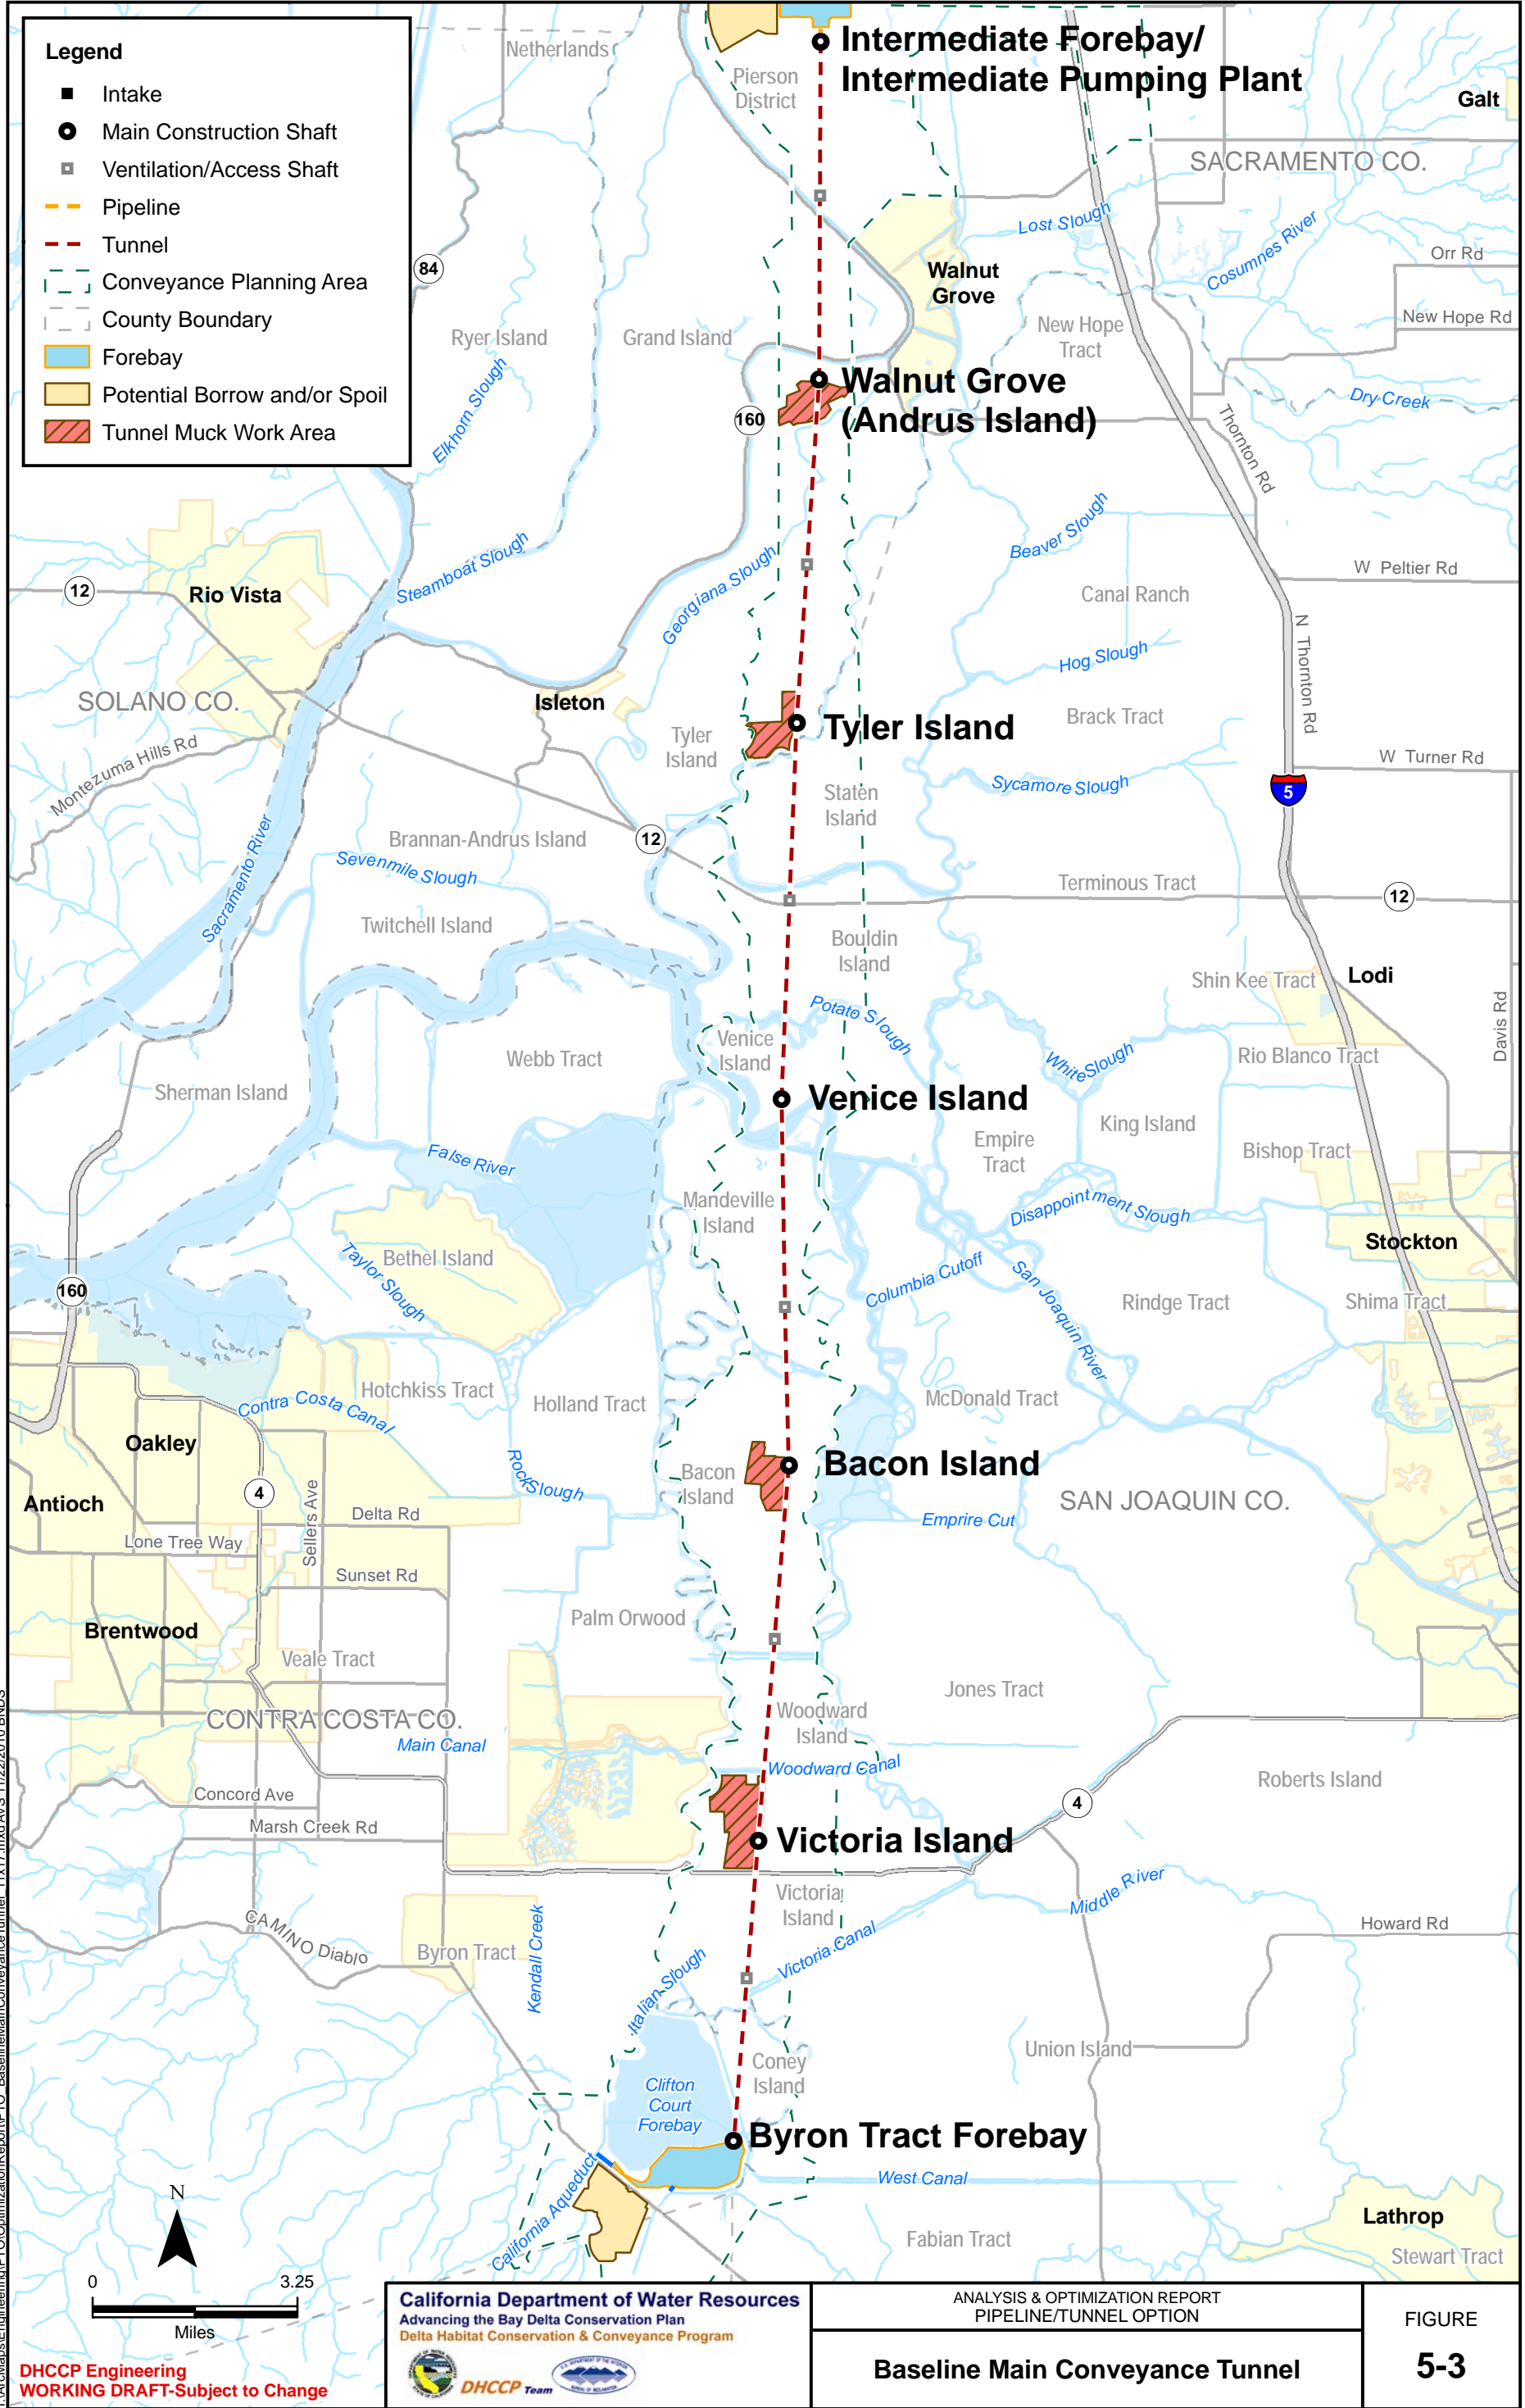 Legend
Intake
Main Construction Shaft
Ventilation/Access Shaft
Pipeline
Tunnel
Conveyance Planning Area
County Boundary
Forebay
Potential Borrow and/or Spoil
Tunnel Muck Work Area
Netherlands
Pierson
District
Intermediate Forebay/
Intermediate Pumping Plant
Galt
SACRAMENTO CO.
Lost Slough
Cosumnes River
Orr Rd
84
Walnut
Grove
New Hope Rd
New Hope
Tract
Ryer Island
Grand Island
Elkhorn Slough
Walnut Grove
(Andrus Island)
160
Dry Creek
Thornton Rd
Beaver Slough
Steamboat Slough
Georgiana Slough
W Peltier Rd
12
Rio Vista
Canal Ranch
N Thornton Rd
Hog Slough
SOLANO CO.
Isleton
Brack Tract
Tyler Island
Tyler
Island
Montezuma Hills Rd
W Turner Rd
Sycamore Slough
5
Staten
Island
Sacramento River
Brannan-Andrus Island
12
Sevenmile Slough
Terminous Tract
12
Twitchell Island
Bouldin
Island
Shin Kee Tract
Lodi
Potato Slough
Davis Rd
Venice
Island
Webb Tract
White Slough
Rio Blanco Tract
Sherman Island
Venice Island
King Island
Empire
Tract
Bishop Tract
False River
Mandeville
Island
Disappointment Slough
Stockton
Bethel Island
Taylor Slough
Columbia Cutoff
San Joaquin River
160
Rindge Tract
Shima Tract
Hotchkiss Tract
Contra Costa Canal
Holland Tract
McDonald Tract
Oakley
Rock Slough
Bacon Island
Bacon
Island
4
Antioch
Sellers Ave
Delta Rd
SAN JOAQUIN CO.
Emprire Cut
Lone Tree Way
Sunset Rd
Palm Orwood
Brentwood
Veale Tract
Jones Tract
Woodward
Island
CONTRA COSTA CO.
Main Canal
Woodward Canal
Roberts Island
Concord Ave
4
Marsh Creek Rd
Victoria Island
Victoria
Island
Middle River
Howard Rd
CAMINO Diablo
Byron Tract
Kendall Creek
Victoria Canal
Italian Slough
Union Island
Coney
Island
Clifton
Court
Forebay
Byron Tract Forebay
California Aqueduct
West Canal
Lathrop
Fabian Tract
Stewart Tract
N
0 3.25
Miles
DHCCP Engineering
WORKING DRAFT-Subject to Change
California Department of Water Resources
Advancing the Bay Delta Conservation Plan
Delta Habitat Conservation & Conveyance Program
DHCCP Team
ANALYSIS & OPTIMIZATION REPORT
PIPELINE/TUNNEL OPTION
Baseline Main Conveyance Tunnel
FIGURE
5-3